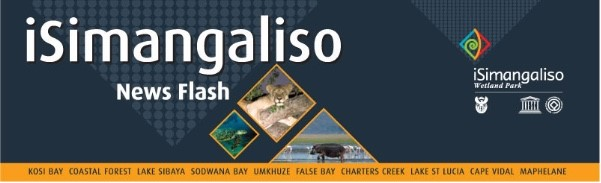 iSimangaliso
News Flash
iSimangaliso
Wetland Park
KOSI BAY COASTAL FOREST LAKE SIBAYA SODWANA BAY UMKHUZE FALSE BAY CHARTERS CREEK LAKE ST LUCIA CAPE VIDAL MAPHELANE